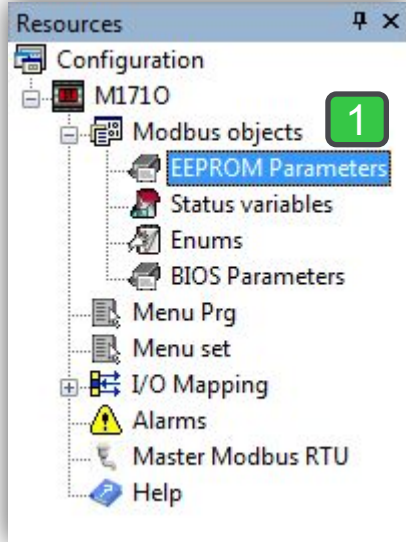 Resources
Configuration
M171O
Modbus objects
1
EEPROM Parameters
Status variables
Enums
BIOS Parameters
Menu Prg
Menu set
I/O Mapping
Alarms
Master Modbus RTU
Help